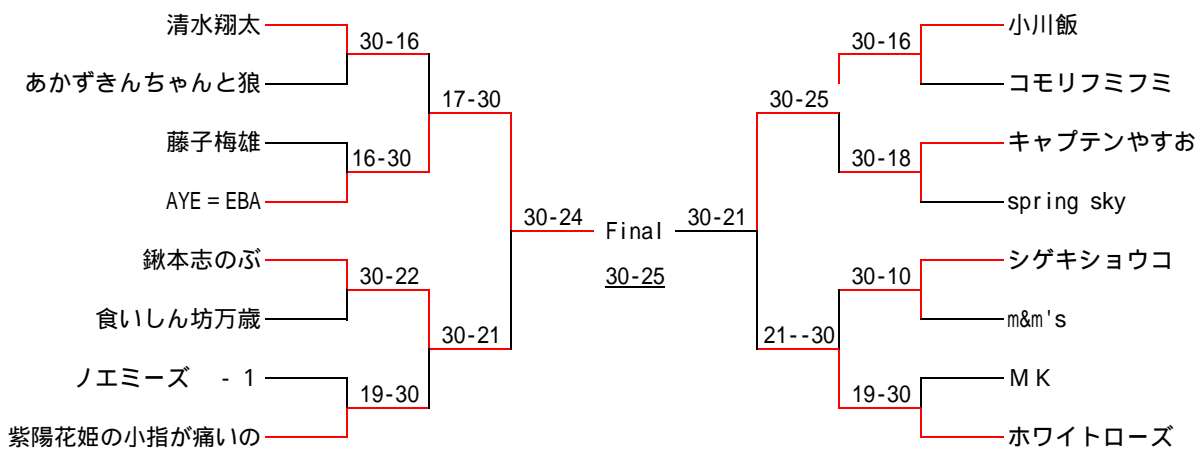 清水翔太
30-16
あかずきんちゃんと狼
17-30
藤子梅雄
16-30
AYE=EBA
30-24
鍬本志のぶ
30-22
食いしん坊万歳
30-21
ノエミーズ -1
19-30
紫陽花姫の小指が痛いの
Final
30-25
小川飯
30-16
コモリフミフミ
30-25
キャプテンやすお
30-18
spring sky
30-21
シゲキショウコ
30-10
m&m's
21--30
MK
19-30
ホワイトローズ